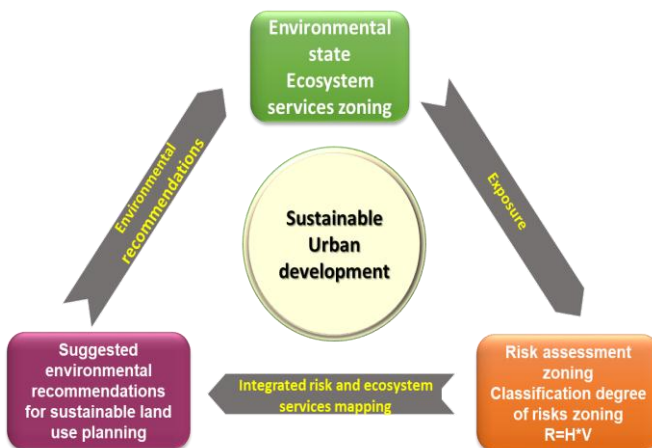 Environmental
state
Ecosystem
services zoning
Environmental
recommendations
Exposure
Sustainable
Urban
development
Suggested
environmental
recommendations
for sustainable land
use planning
Integrated risk and ecosystem
services mapping
Risk assessment
zoning
Classification degree
of risks zoning
R=H*V